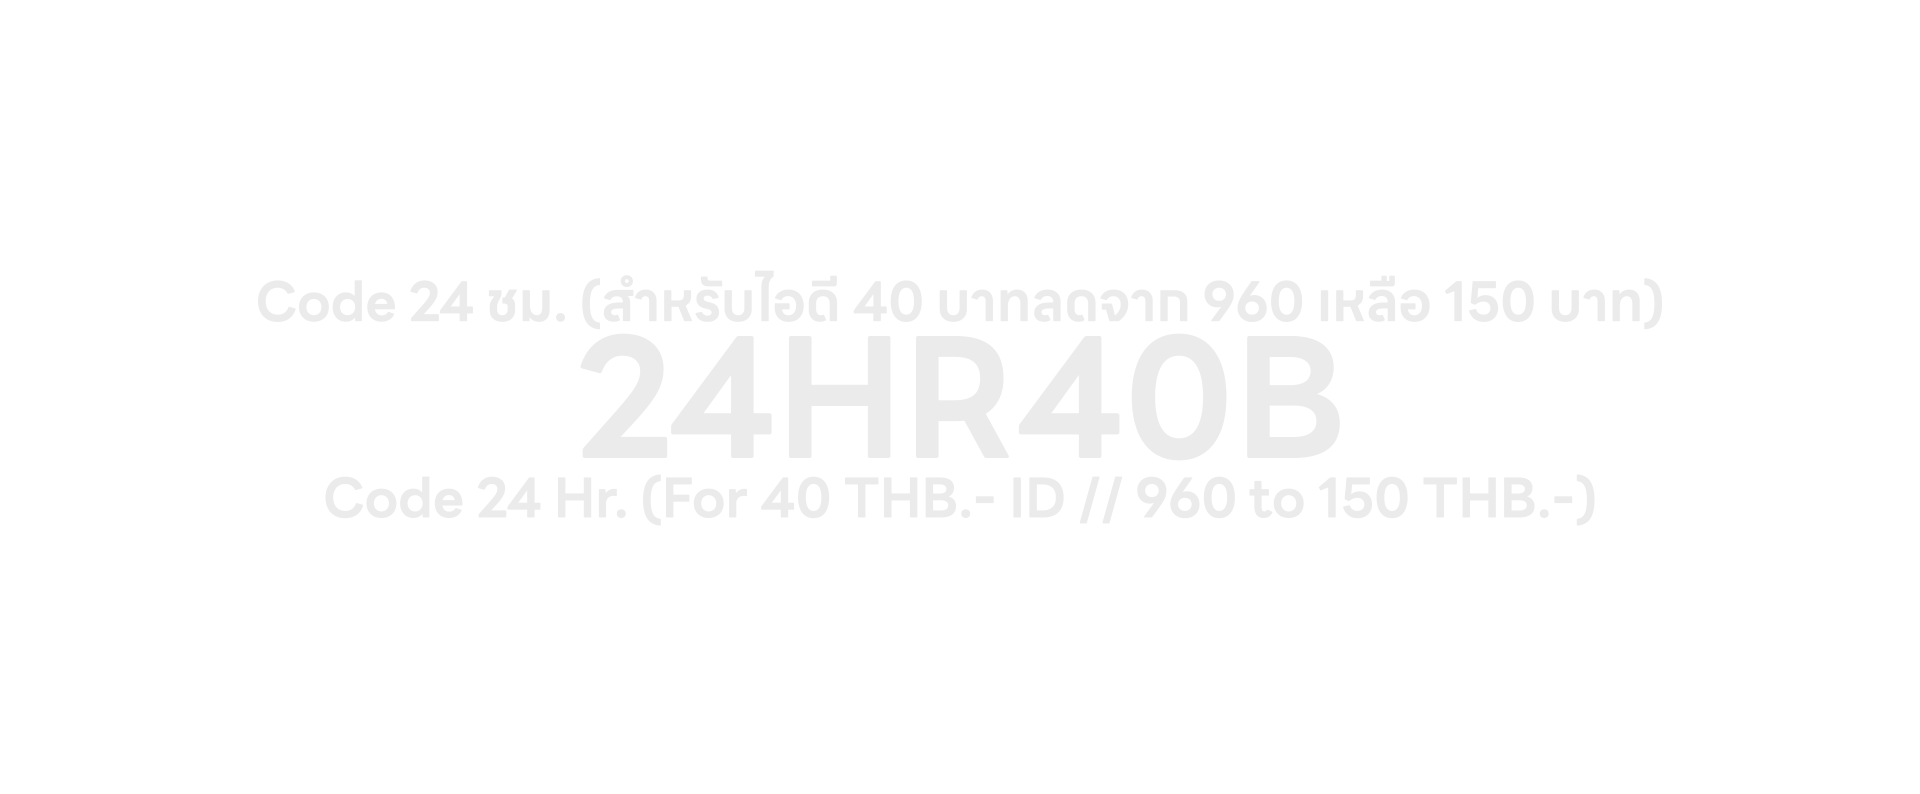 Code 24 ชม. (สำหรับไอดี 40 บาทลดจาก 960 เหลือ 150 บาท)
24HR40B
Code 24 Hr. (For 40 THB.- ID // 960 to 150 THB.-)